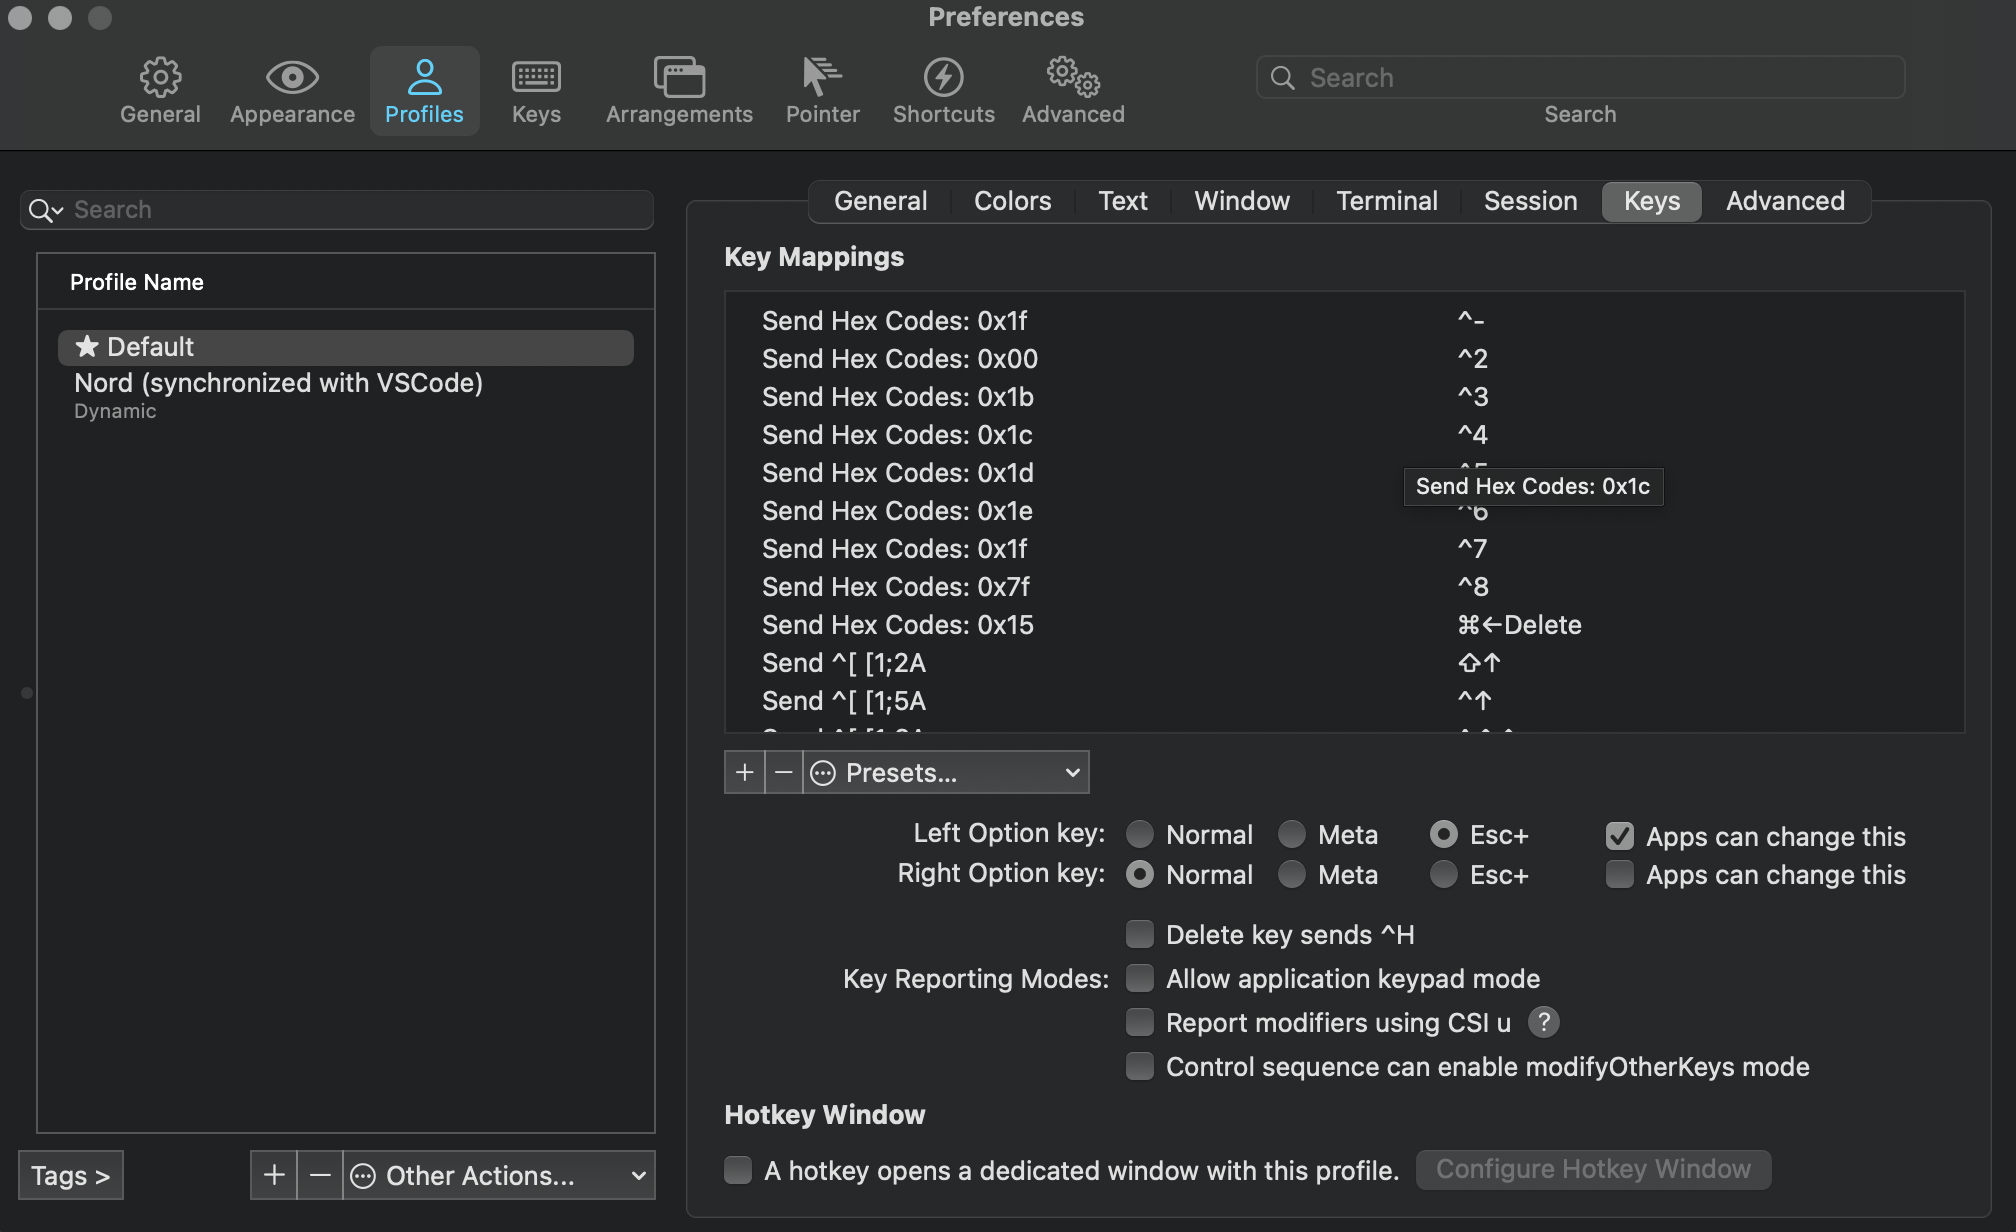 Preferences
General
Appearance
Profiles
Keys
Arrangements
Pointer
Shortcuts
Advanced
Search
Search
Search
Profile Name
★ Default
Nord (synchronized with VSCode)
Dynamic
Tags >
+ − Other Actions...
General Colors Text Window Terminal Session Keys Advanced
Key Mappings
Send Hex Codes: 0x1f ^-
Send Hex Codes: 0x00 ^2
Send Hex Codes: 0x1b ^3
Send Hex Codes: 0x1c ^4
Send Hex Codes: 0x1d
Send Hex Codes: 0x1c
Send Hex Codes: 0x1e ^6
Send Hex Codes: 0x1f ^7
Send Hex Codes: 0x7f ^8
Send Hex Codes: 0x15 ⌘←Delete
Send ^[ [1;2A ⇧↑
Send ^[ [1;5A ^↑
+ − Presets...
Left Option key: Normal Meta Esc+ Apps can change this
Right Option key: Normal Meta Esc+ Apps can change this
Delete key sends ^H
Key Reporting Modes: Allow application keypad mode
Report modifiers using CSI u ?
Control sequence can enable modifyOtherKeys mode
Hotkey Window
A hotkey opens a dedicated window with this profile. Configure Hotkey Window